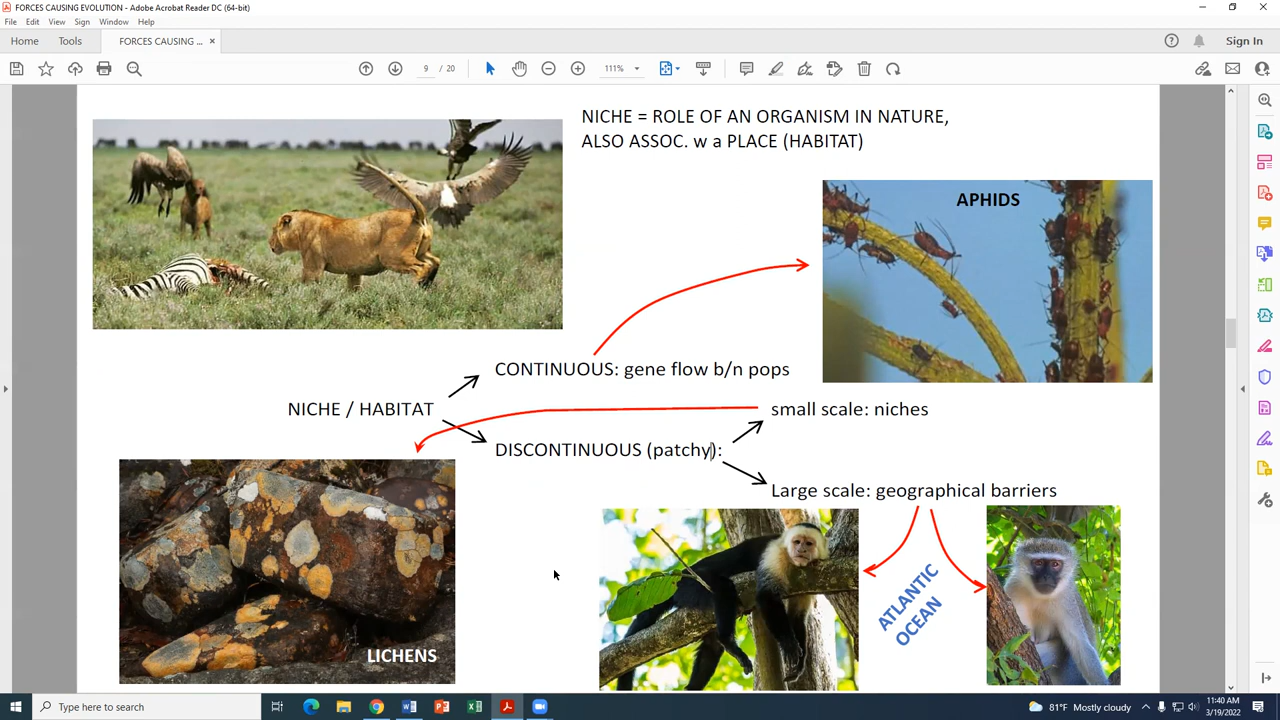 FORCES CAUSING EVOLUTION - Adobe Acrobat Reader DC (64-bit)
File Edit View Sign Window Help
Home Tools FORCES CAUSING ... × Sign In
9 / 20 111%
NICHE = ROLE OF AN ORGANISM IN NATURE,
ALSO ASSOC. w a PLACE (HABITAT)
APHIDS
CONTINUOUS: gene flow b/n pops
NICHE / HABITAT
small scale: niches
DISCONTINUOUS (patchy):
Large scale: geographical barriers
ATLANTIC
OCEAN
LICHENS
Type here to search
81°F Mostly cloudy
11:40 AM
3/19/2022